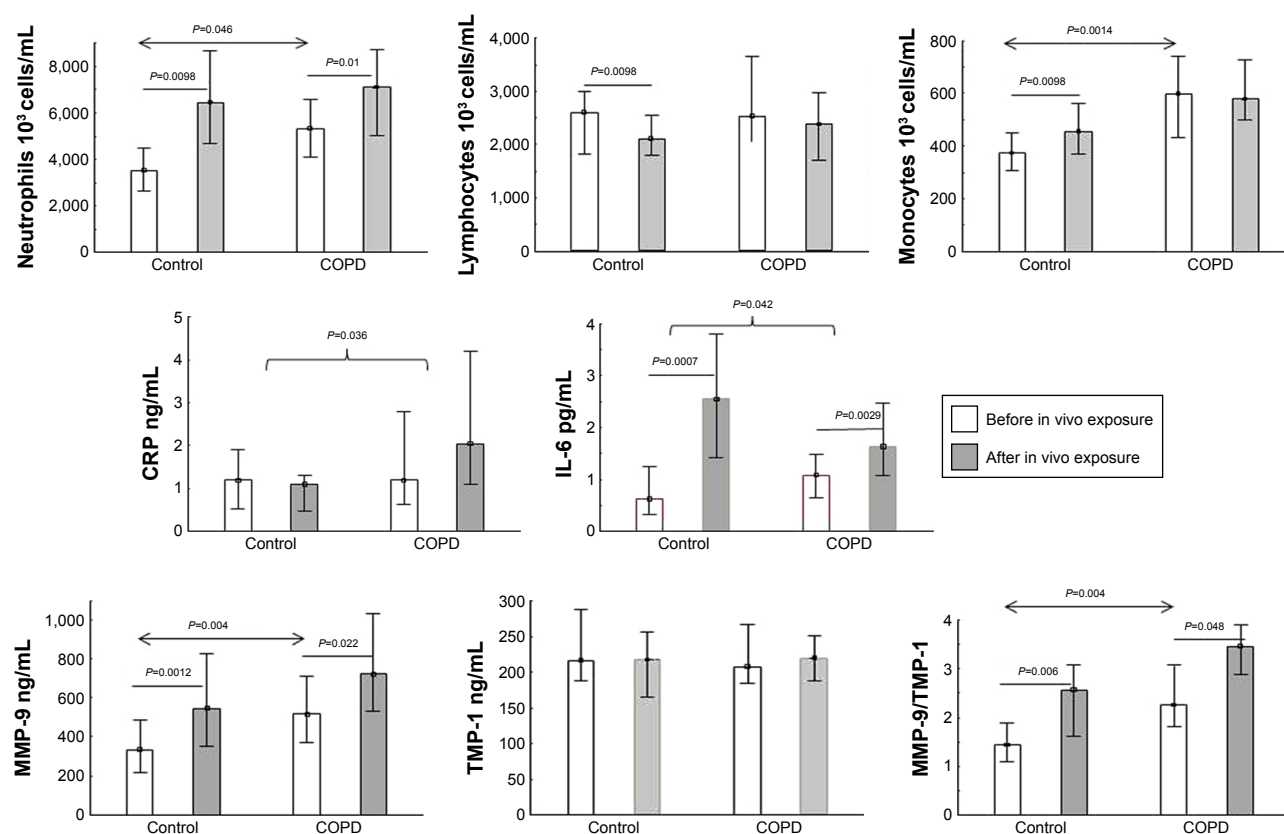 Neutrophils 10³ cells/mL
8,000
6,000
4,000
2,000
0
P=0.046
P=0.0098
P=0.01
Control
COPD
Lymphocytes 10³ cells/mL
4,000
3,000
2,000
1,000
0
P=0.0098
Control
COPD
Monocytes 10³ cells/mL
800
600
400
200
0
P=0.0014
P=0.0098
Control
COPD
CRP ng/mL
5
4
3
2
1
0
P=0.036
Control
COPD
IL-6 pg/mL
4
3
2
1
0
P=0.042
P=0.0007
P=0.0029
Control
COPD
Before in vivo exposure
After in vivo exposure
MMP-9 ng/mL
1,000
800
600
400
200
0
P=0.004
P=0.0012
P=0.022
Control
COPD
TMP-1 ng/mL
300
250
200
150
100
50
0
Control
COPD
MMP-9/TMP-1
4
3
2
1
0
P=0.004
P=0.006
P=0.048
Control
COPD